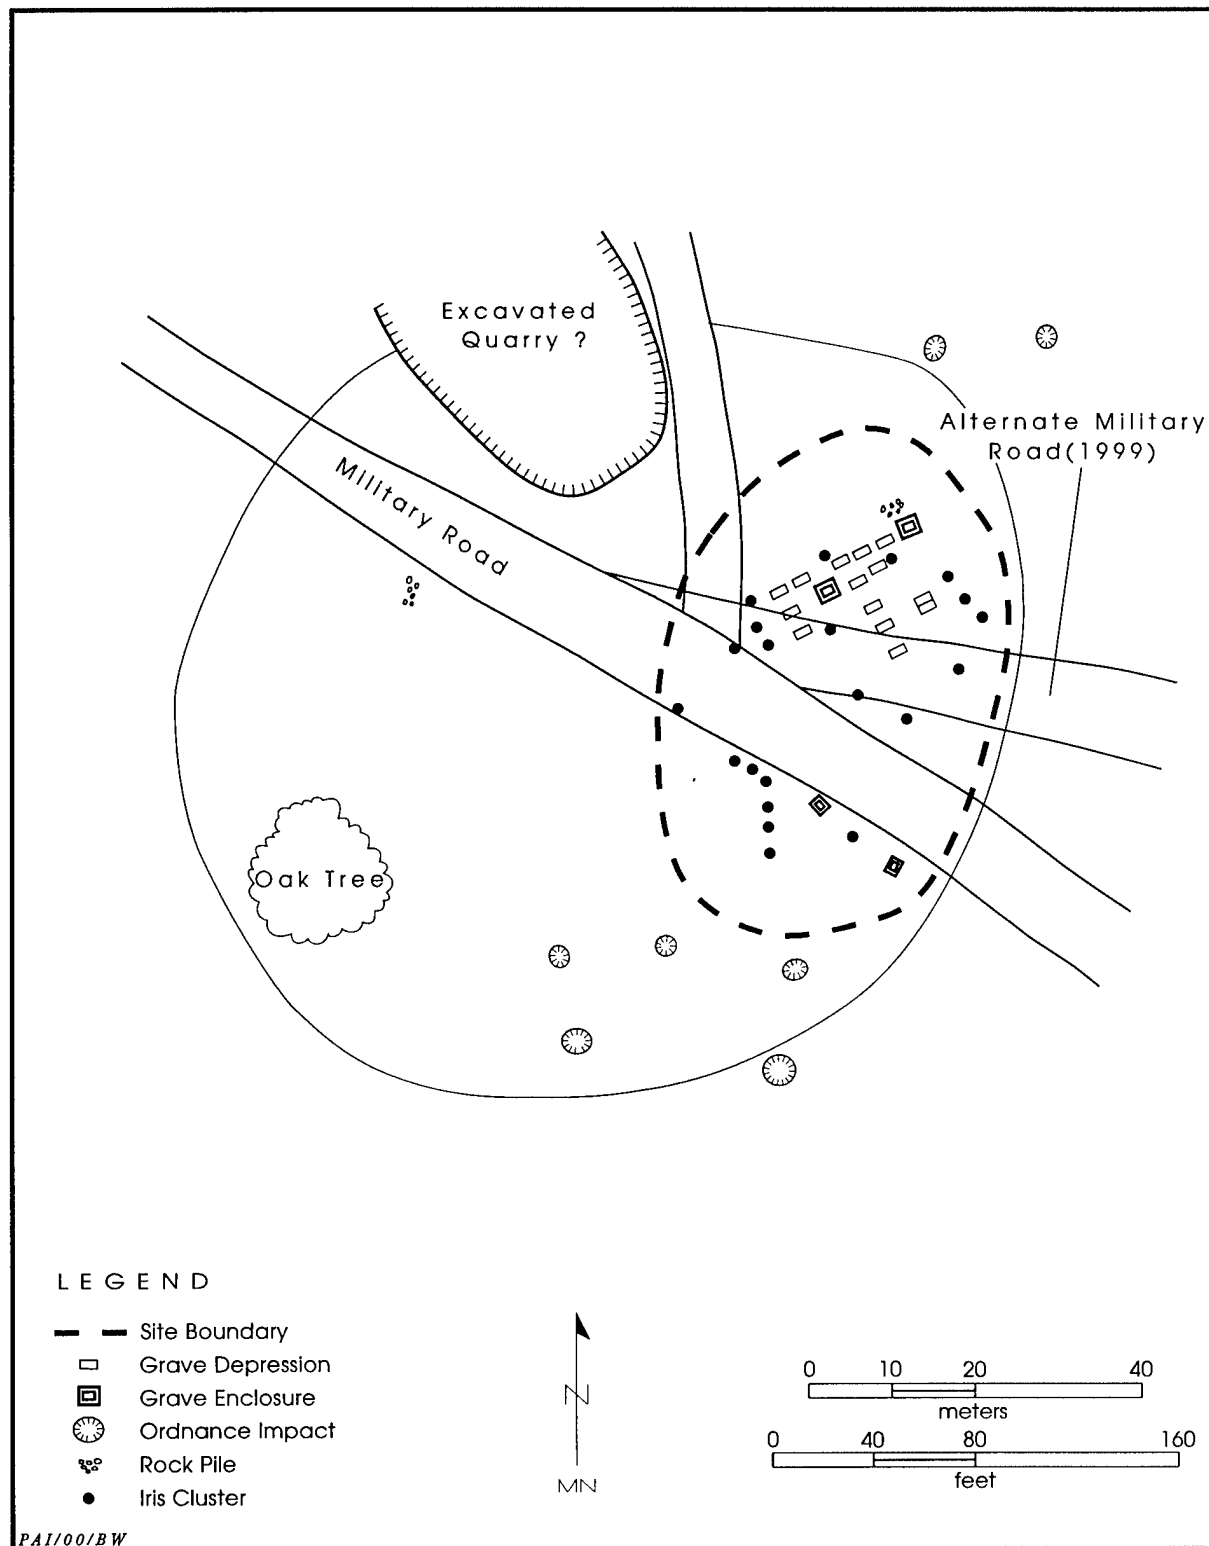 Excavated
Quarry ?
Alternate Military
Road(1999)
Military Road
Oak Tree
LEGEND
Site Boundary
Grave Depression
Grave Enclosure
Ordnance Impact
Rock Pile
Iris Cluster
N
MN
0 10 20 40
meters
0 40 80 160
feet
PAI/00/BW